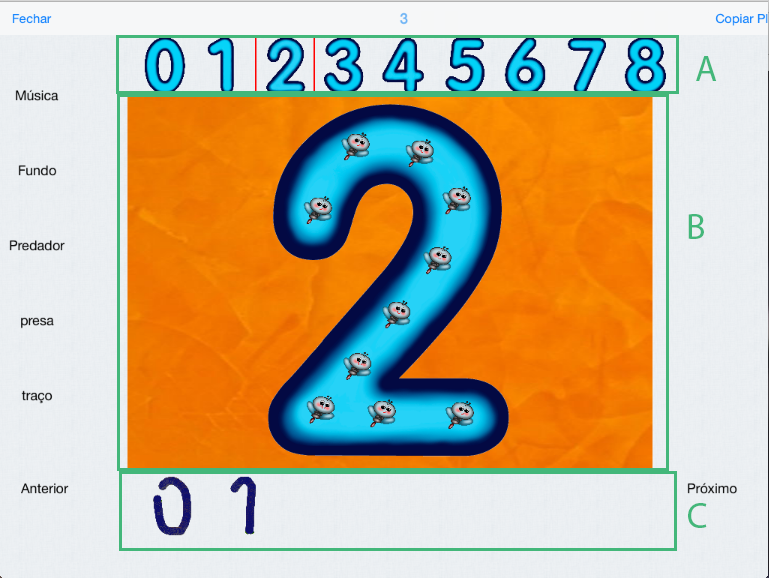 Fechar 3 Copiar Pl
0 1 2 3 4 5 6 7 8 A
Música
Fundo
Predador
presa
traço
2 B
Anterior 0 1 Próximo
C